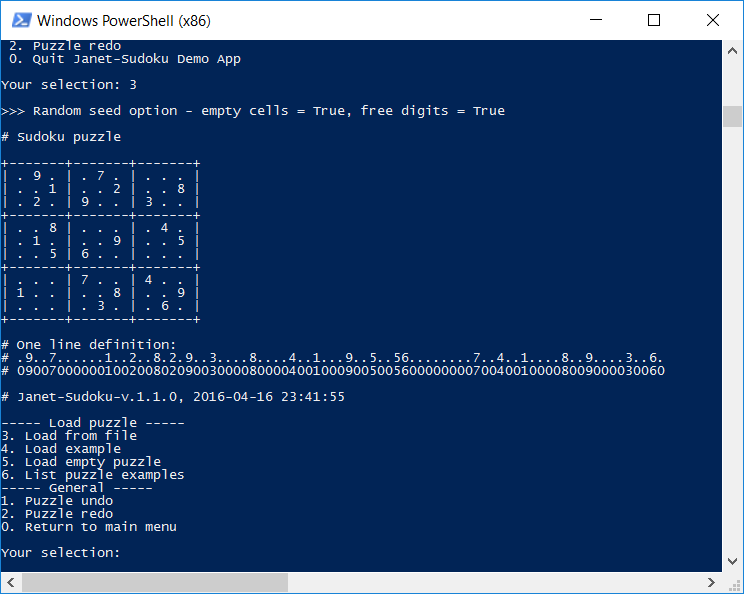 Windows PowerShell (x86)
2. Puzzle redo
0. Quit Janet-Sudoku Demo App
Your selection: 3
>>> Random seed option - empty cells = True, free digits = True
# Sudoku puzzle
+-------+-------+-------+
| . 9 . | . 7 . | . . . |
| . . 1 | . . 2 | . . 8 |
| . 2 . | 9 . . | 3 . . |
+-------+-------+-------+
| . . 8 | . . . | . 4 . |
| . 1 . | . . 9 | . . 5 |
| . . 5 | 6 . . | . . . |
+-------+-------+-------+
| . . . | 7 . . | 4 . . |
| 1 . . | . . 8 | . . 9 |
| . . . | . 3 . | . 6 . |
+-------+-------+-------+
# One line definition:
# .9..7......1..2..8.2.9..3....8....4..1...9..5..56........7..4..1....8..9....3..6.
# 090070000001002008020900300008000040010009005005600000000700400100008009000030060
# Janet-Sudoku-v.1.1.0, 2016-04-16 23:41:55
----- Load puzzle -----
3. Load from file
4. Load example
5. Load empty puzzle
6. List puzzle examples
----- General -----
1. Puzzle undo
2. Puzzle redo
0. Return to main menu
Your selection: